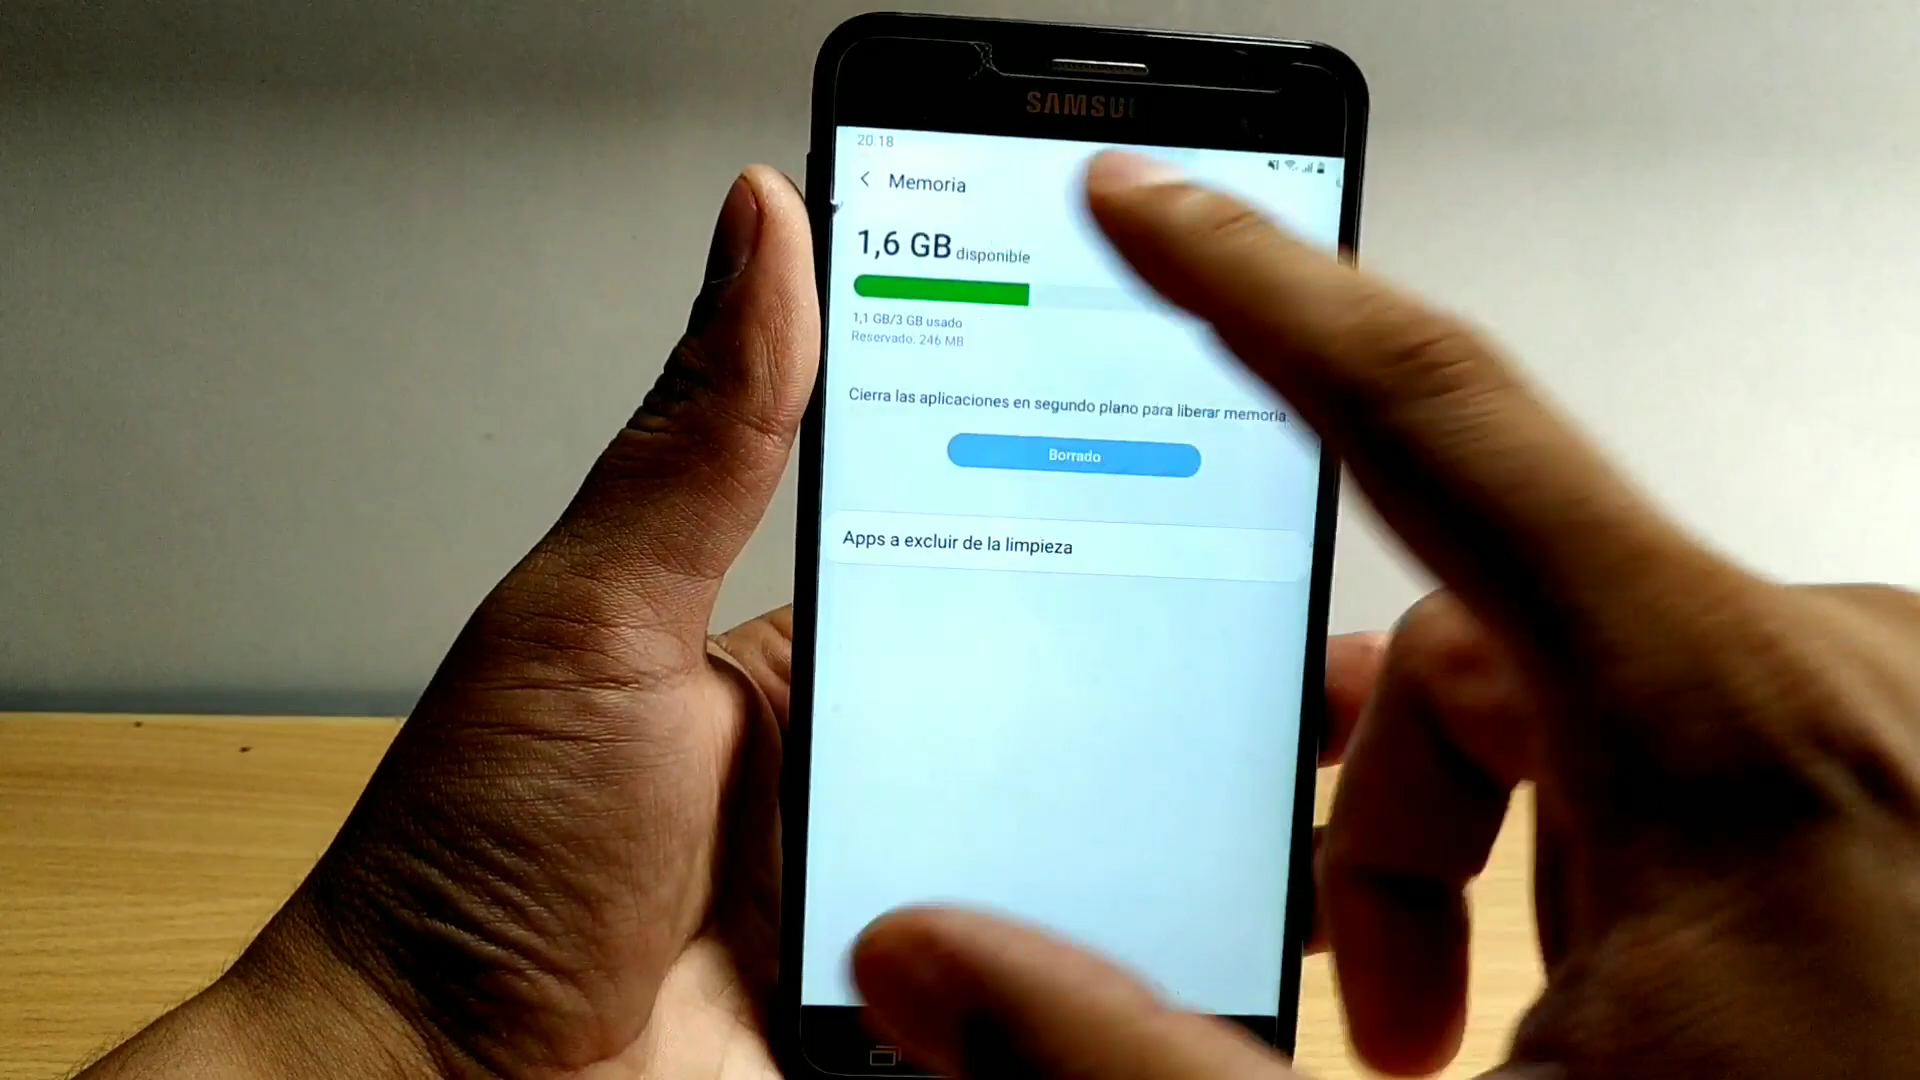 SAMSU
20:18
Memoria
1,6 GB disponible
1,1 GB/3 GB usado
Reservado: 246 MB
Cierra las aplicaciones en segundo plano para liberar memoria.
Borrado
Apps a excluir de la limpieza